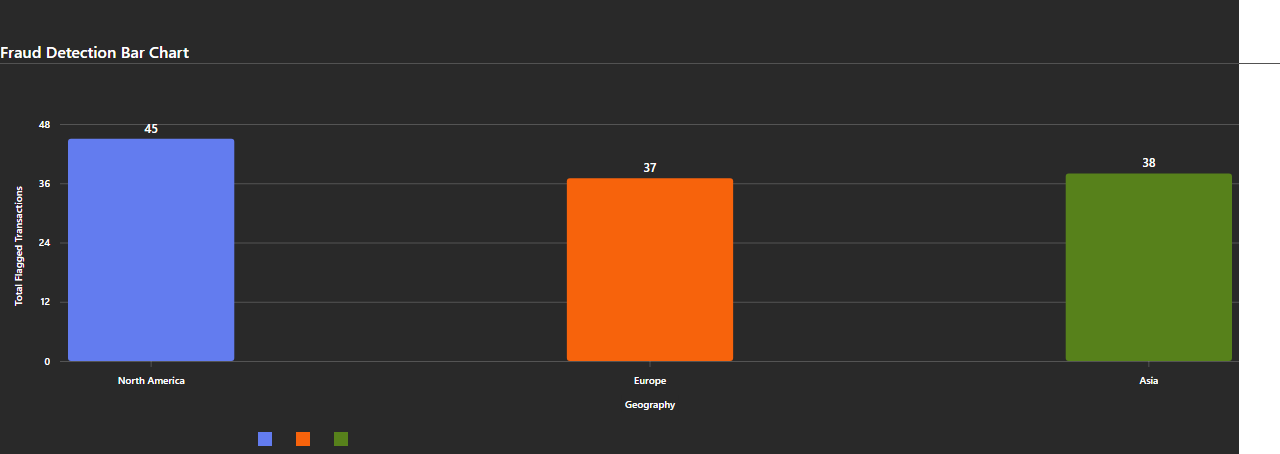 Fraud Detection Bar Chart
48
36
24
12
0
Total Flagged Transactions
45
37
38
North America
Europe
Asia
Geography